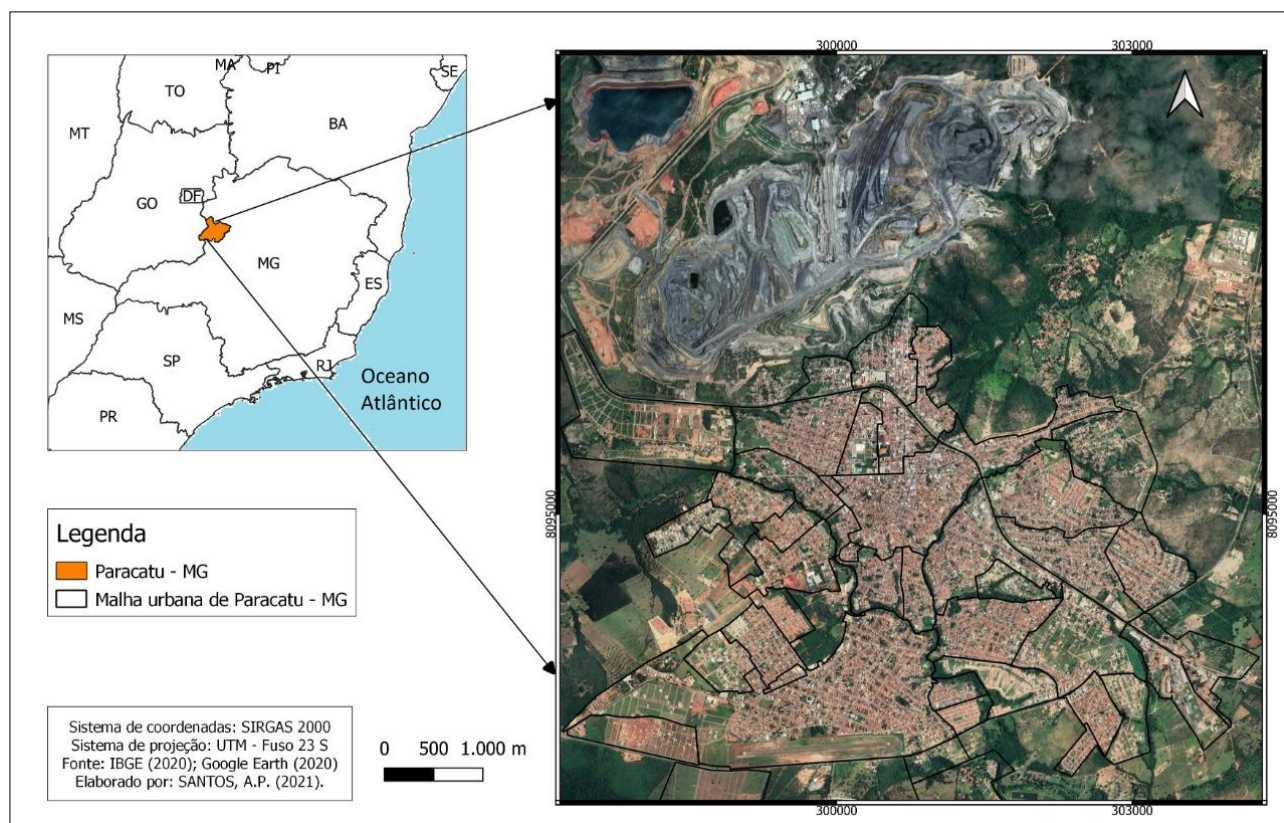 MA
PI
SE
TO
BA
MT
DF
GO
MG
ES
MS
SP
RJ
PR
Oceano
Atlântico
Legenda
Paracatu - MG
Malha urbana de Paracatu - MG
Sistema de coordenadas: SIRGAS 2000
Sistema de projeção: UTM - Fuso 23 S
Fonte: IBGE (2020); Google Earth (2020)
Elaborado por: SANTOS, A.P. (2021).
0 500 1.000 m
300000 303000
8095000 8095000
300000 303000